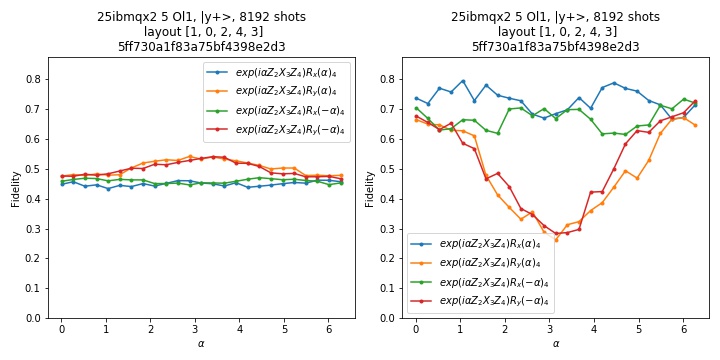 25ibmqx2 5 Ol1, |y+>, 8192 shots
layout [1, 0, 2, 4, 3]
5ff730a1f83a75bf4398e2d3
exp(iαZ₂X₃Z₄)Rₓ(α)₄
exp(iαZ₂X₃Z₄)Rᵧ(α)₄
exp(iαZ₂X₃Z₄)Rₓ(−α)₄
exp(iαZ₂X₃Z₄)Rᵧ(−α)₄
Fidelity
0.8
0.7
0.6
0.5
0.4
0.3
0.2
0.1
0.0
0 1 2 3 4 5 6
α
25ibmqx2 5 Ol1, |y+>, 8192 shots
layout [1, 0, 2, 4, 3]
5ff730a1f83a75bf4398e2d3
Fidelity
0.8
0.7
0.6
0.5
0.4
0.3
0.2
0.1
0.0
exp(iαZ₂X₃Z₄)Rₓ(α)₄
exp(iαZ₂X₃Z₄)Rᵧ(α)₄
exp(iαZ₂X₃Z₄)Rₓ(−α)₄
exp(iαZ₂X₃Z₄)Rᵧ(−α)₄
0 1 2 3 4 5 6
α